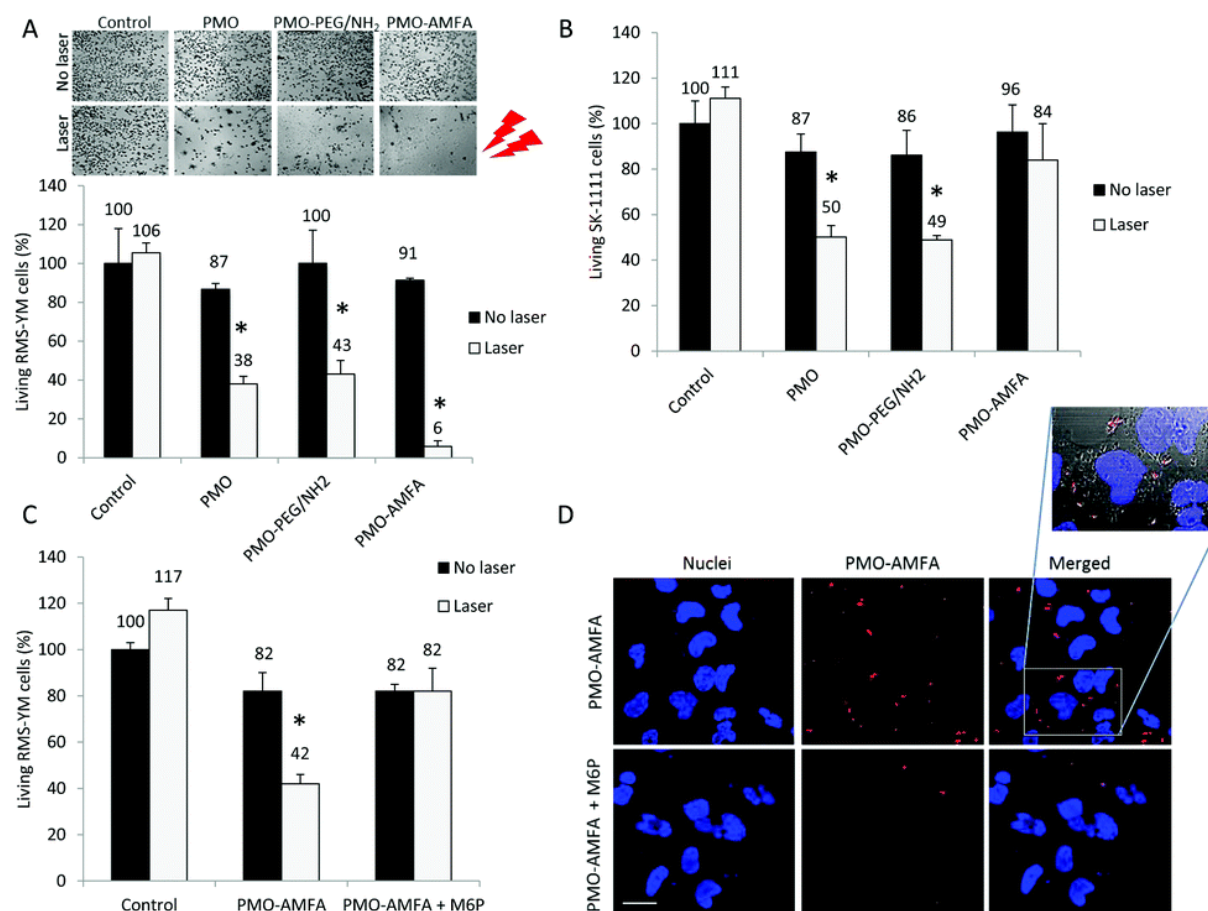 A
Control PMO PMO-PEG/NH₂ PMO-AMFA
No laser
Laser
Living RMS-YM cells (%)
140
120
100
80
60
40
20
0
100 106 87 * 38 100 * 43 91 * 6
No laser
Laser
Control PMO PMO-PEG/NH2 PMO-AMFA
B
Living SK-1111 cells (%)
140
120
100
80
60
40
20
0
100 111 87 * 50 86 * 49 96 84
No laser
Laser
Control PMO PMO-PEG/NH2 PMO-AMFA
C
Living RMS-YM cells (%)
140
120
100
80
60
40
20
0
100 117 82 * 42 82 82
No laser
Laser
Control PMO-AMFA PMO-AMFA + M6P
D
Nuclei PMO-AMFA Merged
PMO-AMFA
PMO-AMFA + M6P